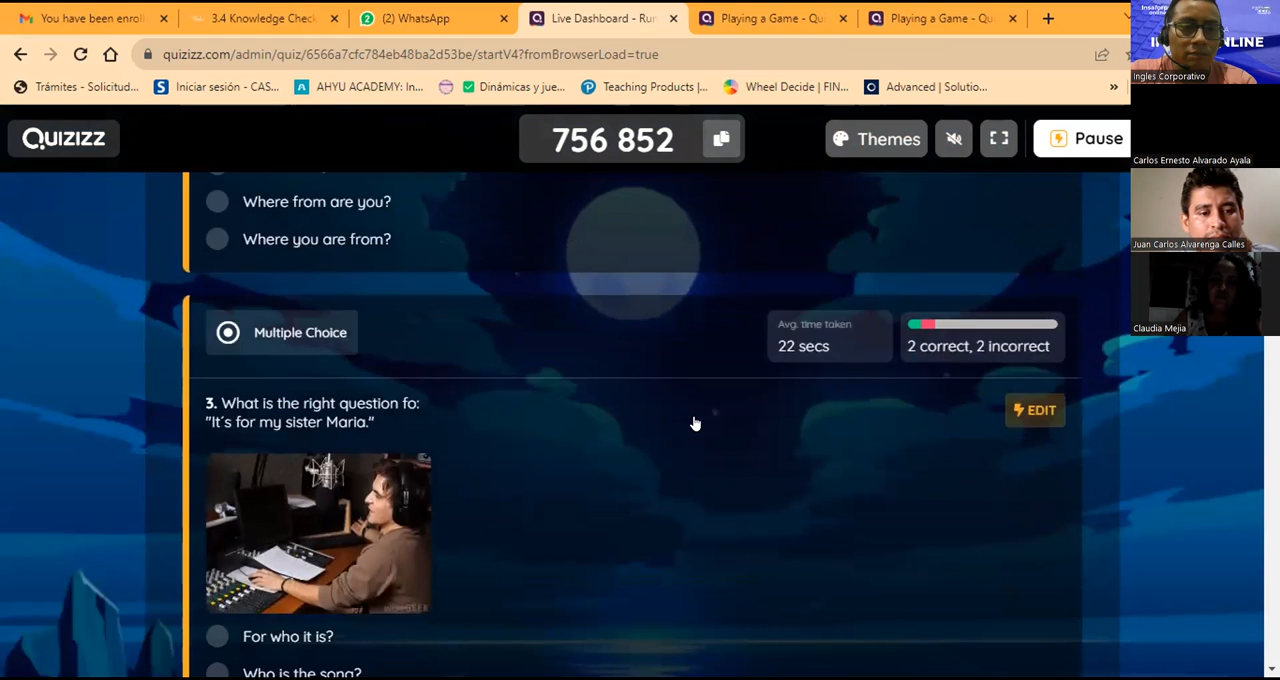 You have been enrol
3.4 Knowledge Check
2 (2) WhatsApp
Live Dashboard - Ru
Playing a Game - Qu
Playing a Game - Qu
quizizz.com/admin/quiz/6566a7cfc784eb48ba2d53be/startV4?fromBrowserLoad=true
Trámites - Solicitud...
S Iniciar sesión - CAS...
A AHYU ACADEMY: In...
Dinámicas y jue...
Teaching Products |...
Wheel Decide | FIN...
Advanced | Solutio...
»
QUIZIZZ
756 852
Themes
Pause
Where from are you?
Where you are from?
Multiple Choice
Avg. time taken
22 secs
2 correct, 2 incorrect
3. What is the right question fo:
"It´s for my sister Maria."
EDIT
For who it is?
Who is the song?
Ingles Corporativo
Carlos Ernesto Alvarado Ayala
Juan Carlos Alvarenga Calles
Claudia Mejia